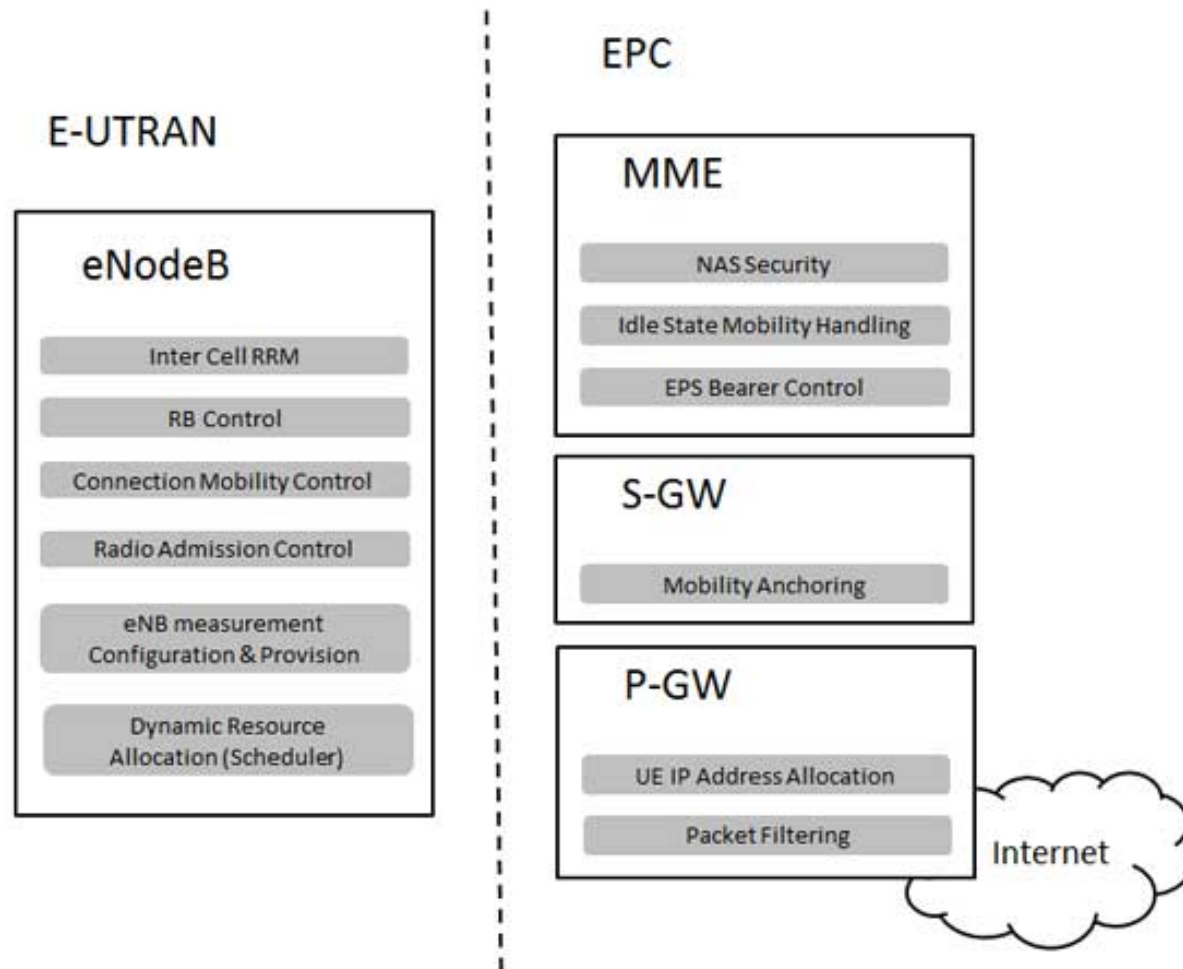 E-UTRAN
eNodeB
Inter Cell RRM
RB Control
Connection Mobility Control
Radio Admission Control
eNB measurement
Configuration & Provision
Dynamic Resource
Allocation (Scheduler)
EPC
MME
NAS Security
Idle State Mobility Handling
EPS Bearer Control
S-GW
Mobility Anchoring
P-GW
UE IP Address Allocation
Packet Filtering
Internet